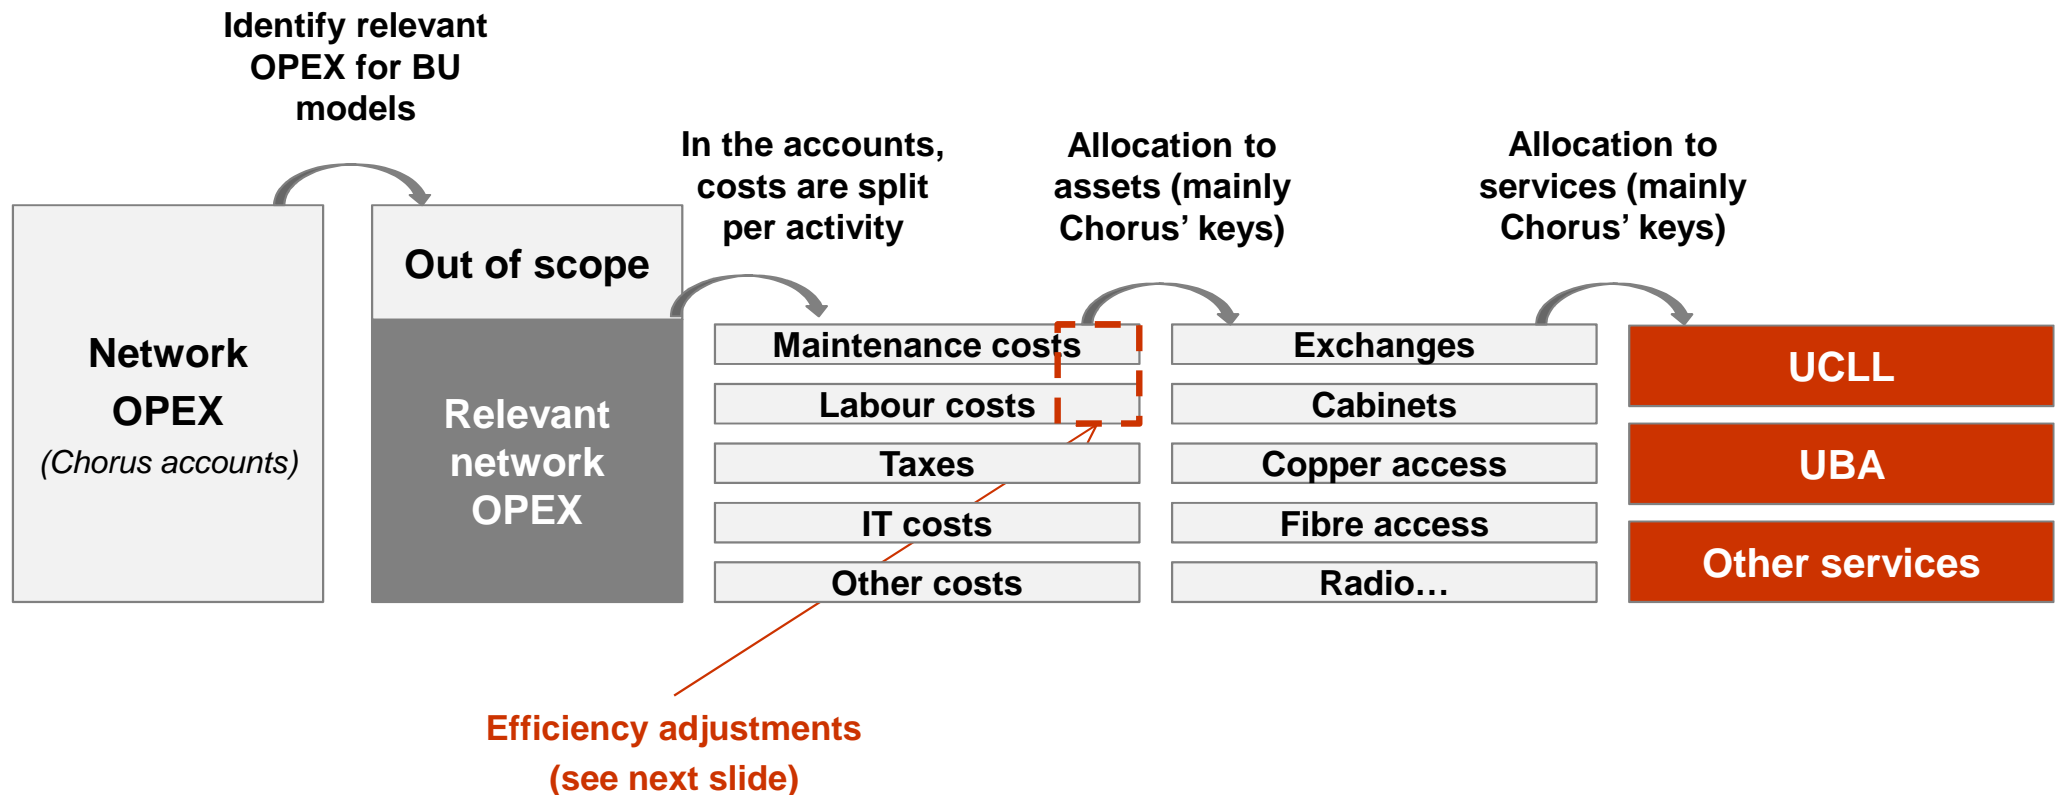 Identify relevant
OPEX for BU
models
In the accounts,
costs are split
per activity
Allocation to
assets (mainly
Chorus’ keys)
Allocation to
services (mainly
Chorus’ keys)
Network
OPEX
(Chorus accounts)
Out of scope
Relevant
network
OPEX
Maintenance costs
Labour costs
Taxes
IT costs
Other costs
Exchanges
Cabinets
Copper access
Fibre access
Radio…
UCLL
UBA
Other services
Efficiency adjustments
(see next slide)